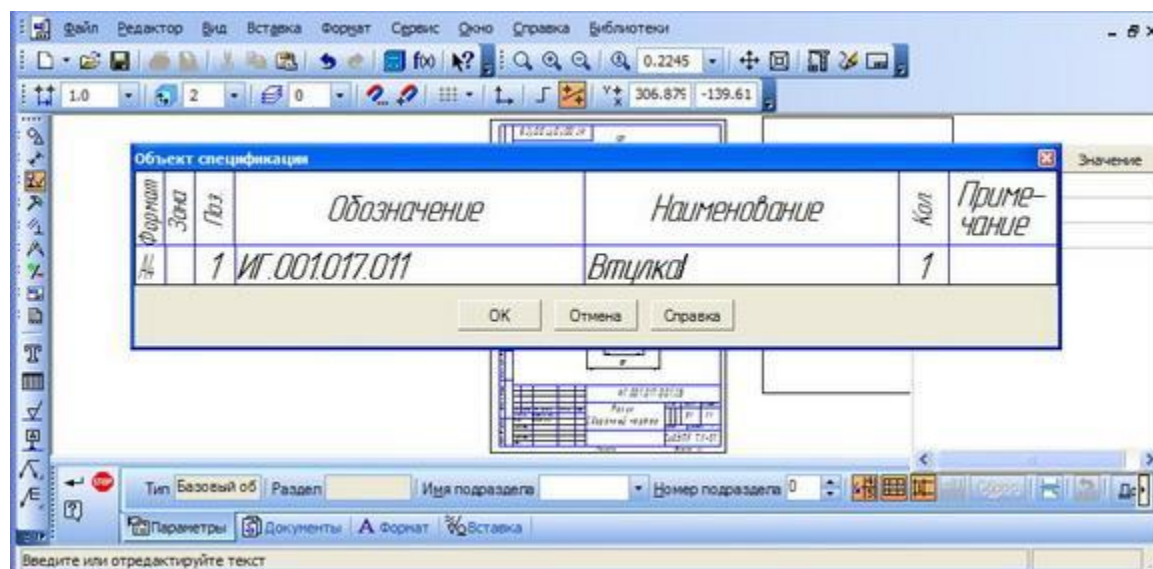 Файл Редактор Вид Вставка Формат Сервис Окно Справка Библиотеки
f(x) 0.2245
1.0 2 0 306.879 -139.61
Объект спецификации
Значение
Формат Зона Поз. Обозначение Наименование Кол. Приме-
чание
А4 1 ИГ.001.017.011 Втулка 1
OK Отмена Справка
Тип Базовый об Раздел Имя подраздела Номер подраздела 0
Параметры Документы Формат Вставка
Введите или отредактируйте текст